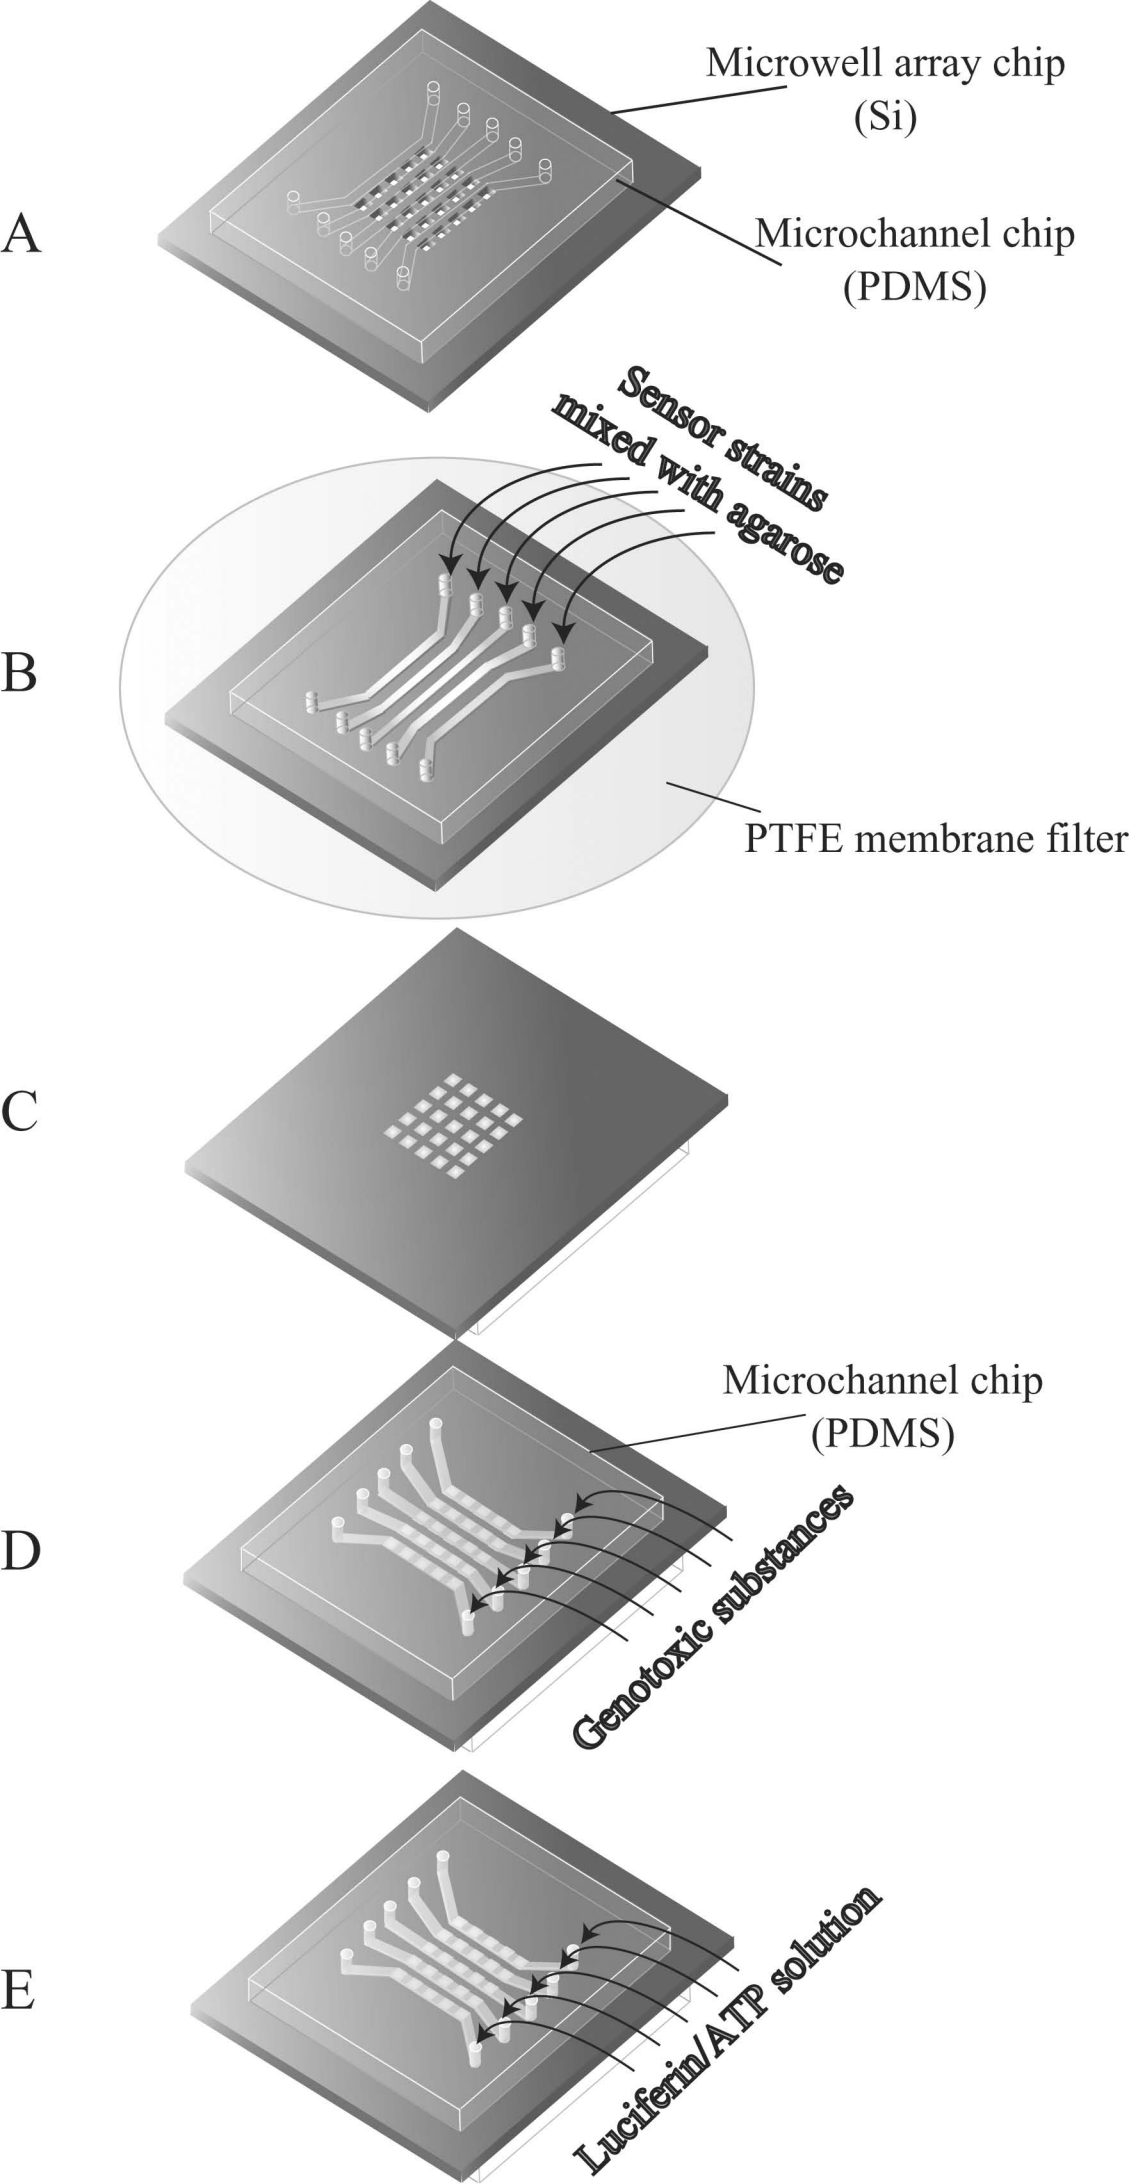 A
Microwell array chip
(Si)
Microchannel chip
(PDMS)
B
Sensor strains
mixed with agarose
PTFE membrane filter
C
D
Microchannel chip
(PDMS)
Genotoxic substances
E
Luciferin/ATP solution